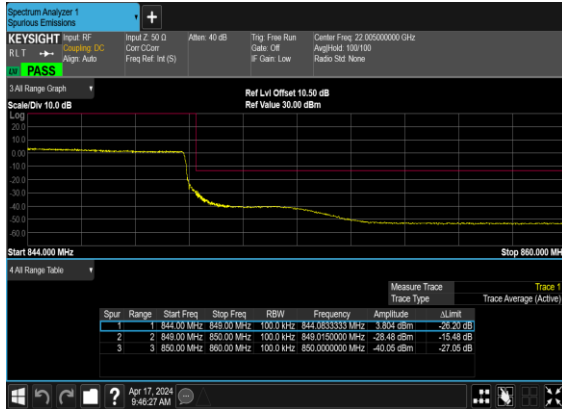 Spectrum Analyzer 1
Spurious Emissions
+
KEYSIGHT Input: RF Input Z: 50 Ω Atten: 40 dB Trig: Free Run Center Freq: 22.005000000 GHz
RLT Coupling: DC Corr CCorr Gate: Off Avg|Hold: 100/100
Align: Auto Freq Ref: Int (S) IF Gain: Low Radio Std: None
PASS
3 All Range Graph
Scale/Div 10.0 dB Ref Lvl Offset 10.50 dB
Ref Value 30.00 dBm
Log
20.0
10.0
0.00
-10.0
-20.0
-30.0
-40.0
-50.0
-60.0
Start 844.000 MHz Stop 860.000 MHz
4 All Range Table
Measure Trace Trace 1
Trace Type Trace Average (Active)
Spur Range Start Freq Stop Freq RBW Frequency Amplitude ΔLimit
1 1 844.00 MHz 849.00 MHz 100.0 kHz 844.0833333 MHz 3.804 dBm -26.20 dB
2 2 849.00 MHz 850.00 MHz 100.0 kHz 849.0150000 MHz -28.48 dBm -15.48 dB
3 3 850.00 MHz 860.00 MHz 100.0 kHz 850.0000000 MHz -40.05 dBm -27.05 dB
? Apr 17, 2024
9:46:27 AM